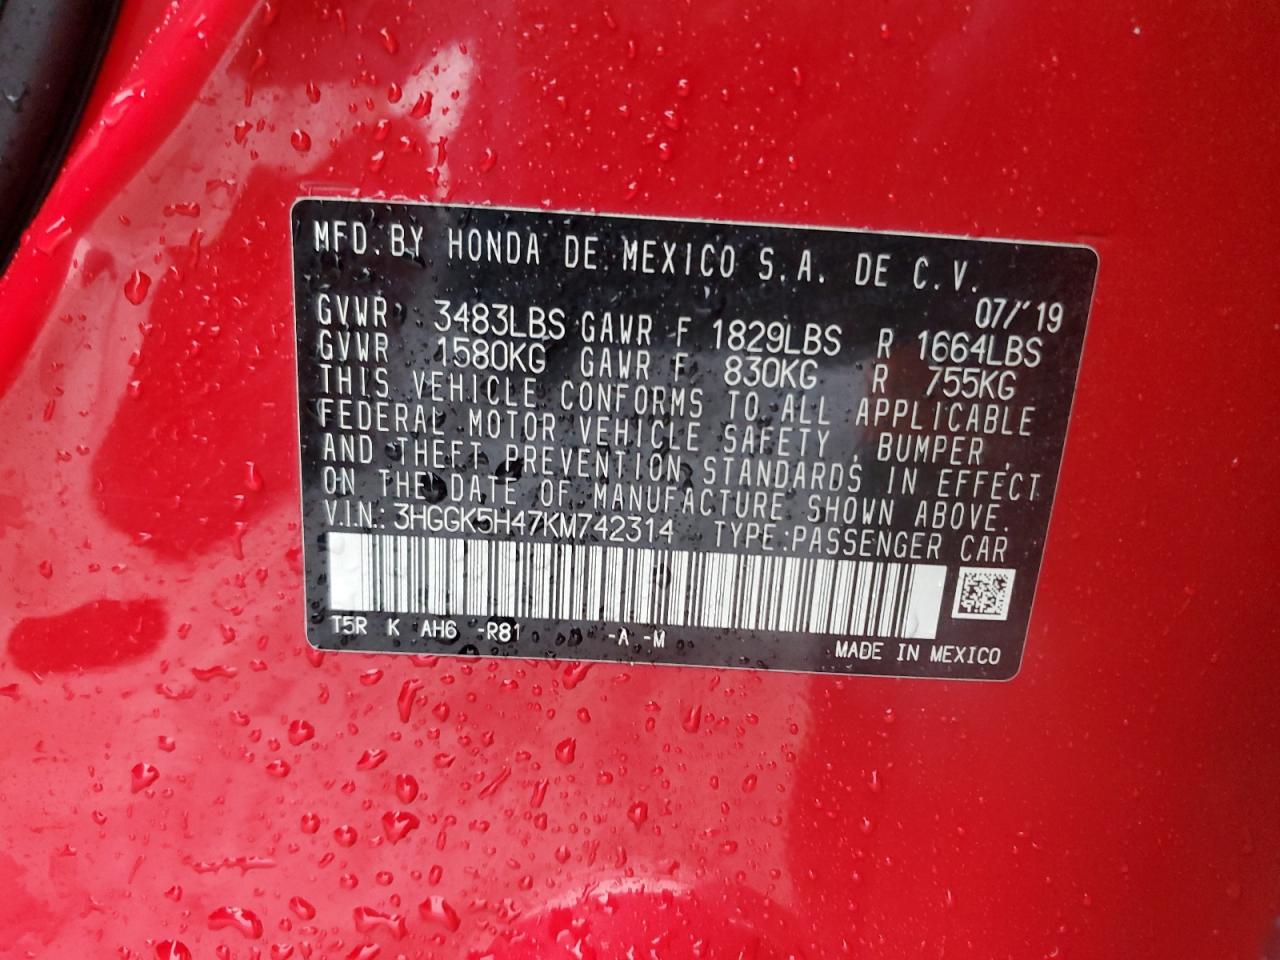 MFD. BY HONDA DE MEXICO S.A. DE C.V.
07/'19
GVWR 3483LBS GAWR F 1829LBS R 1664LBS
GVWR 1580KG GAWR F 830KG R 755KG
THIS VEHICLE CONFORMS TO ALL APPLICABLE
FEDERAL MOTOR VEHICLE SAFETY, BUMPER,
AND THEFT PREVENTION STANDARDS IN EFFECT
ON THE DATE OF MANUFACTURE SHOWN ABOVE.
V.I.N.: 3HGGK5H47KM742314 TYPE:PASSENGER CAR
T5R K AH6 -R81 -A -M
MADE IN MEXICO